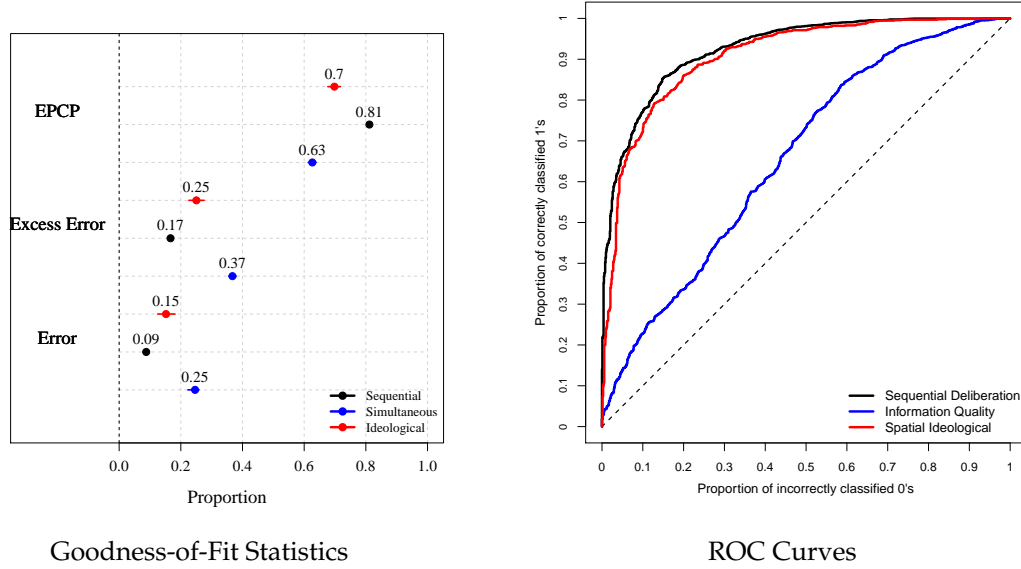 0.7
EPCP
0.81
0.63
0.25
Excess Error
0.17
0.37
0.15
Error
0.09
0.25
Sequential
Simultaneous
Ideological
0.0 0.2 0.4 0.6 0.8 1.0
Proportion
Goodness-of-Fit Statistics
Proportion of correctly classified 1's
1
0.9
0.8
0.7
0.6
0.5
0.4
0.3
0.2
0.1
0
Sequential Deliberation
Information Quality
Spatial Ideological
0 0.1 0.2 0.3 0.4 0.5 0.6 0.7 0.8 0.9 1
Proportion of incorrectly classified 0's
ROC Curves